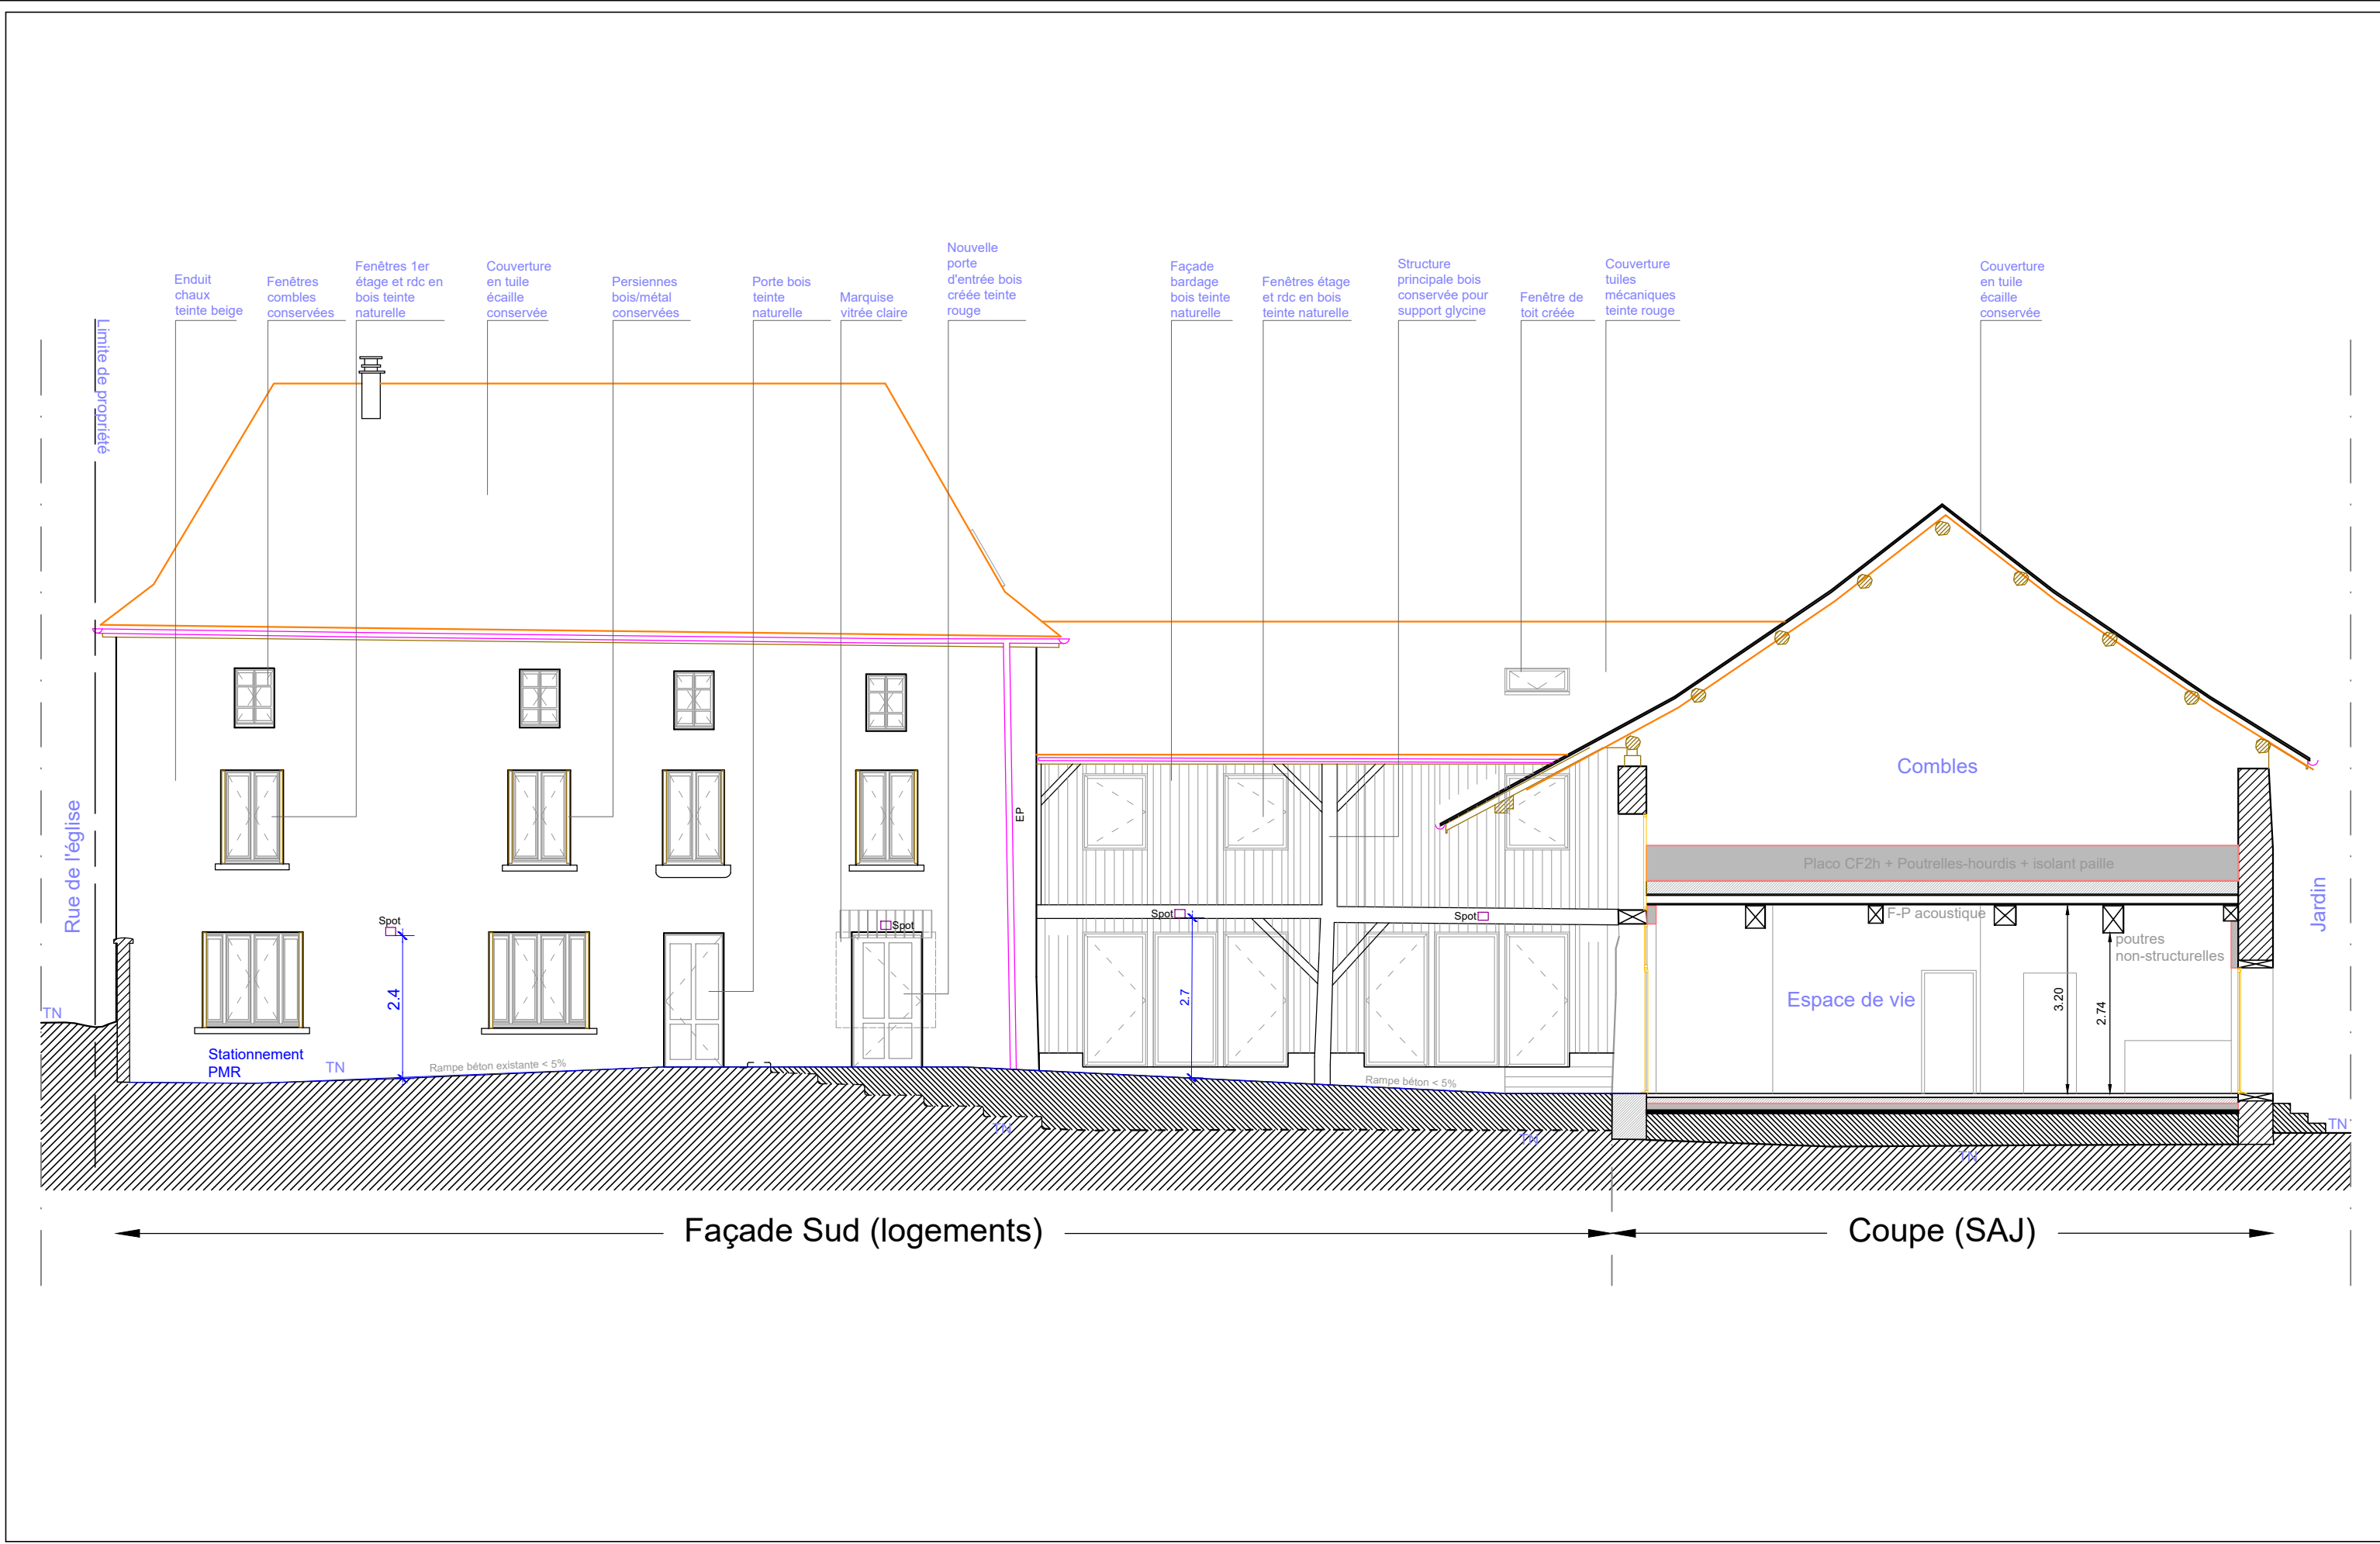 Enduit
chaux
teinte beige
Fenêtres
combles
conservées
Fenêtres 1er
étage et rdc en
bois teinte
naturelle
Couverture
en tuile
écaille
conservée
Persiennes
bois/métal
conservées
Porte bois
teinte
naturelle
Marquise
vitrée claire
Nouvelle
porte
d'entrée bois
créée teinte
rouge
Façade
bardage
bois teinte
naturelle
Fenêtres étage
et rdc en bois
teinte naturelle
Structure
principale bois
conservée pour
support glycine
Fenêtre de
toit créée
Couverture
tuiles
mécaniques
teinte rouge
Couverture
en tuile
écaille
conservée
Limite de propriété
Rue de l'église
Combles
EP
Placo CF2h + Poutrelles-hourdis + isolant paille
Jardin
Spot
Spot
Spot
Spot
F-P acoustique
poutres
non-structurelles
Espace de vie
2.4
2.7
3.20
2.74
TN
Stationnement
PMR
TN
Rampe béton existante < 5%
Rampe béton < 5%
TN
TN
TN
TN
Façade Sud (logements)
Coupe (SAJ)